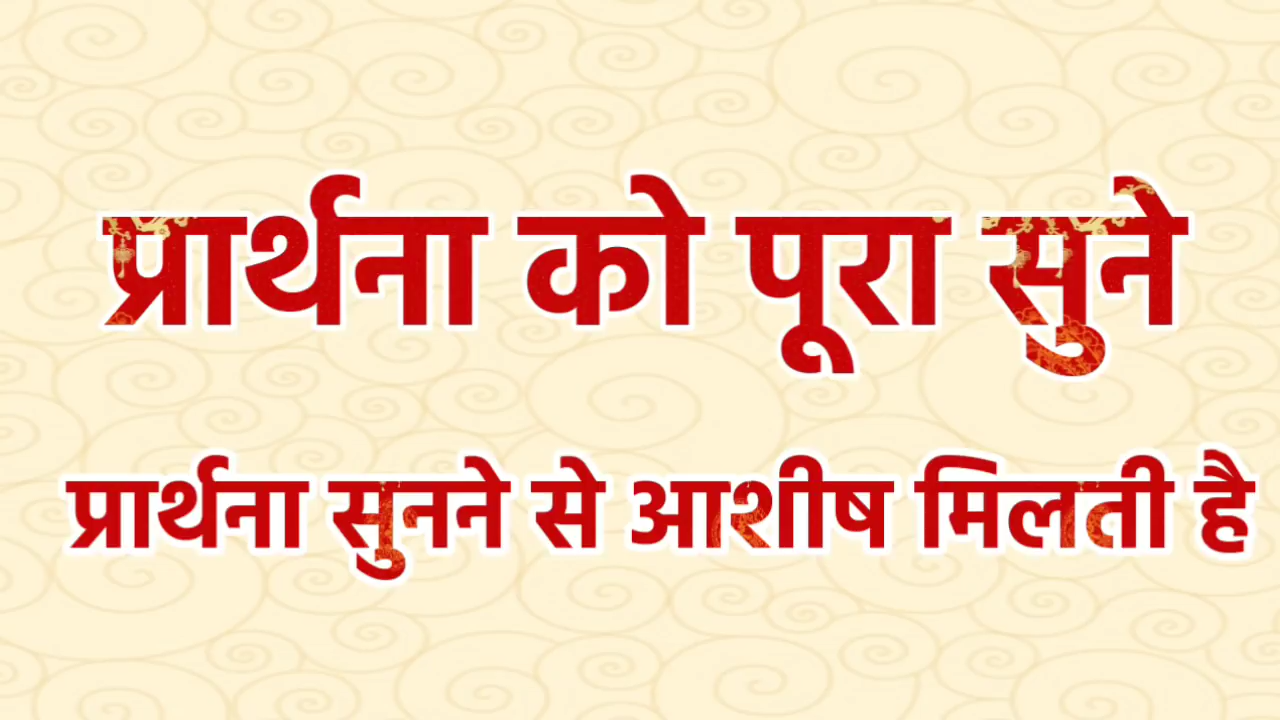 प्रार्थना को पूरा सुने
प्रार्थना सुनने से आशीष मिलती है